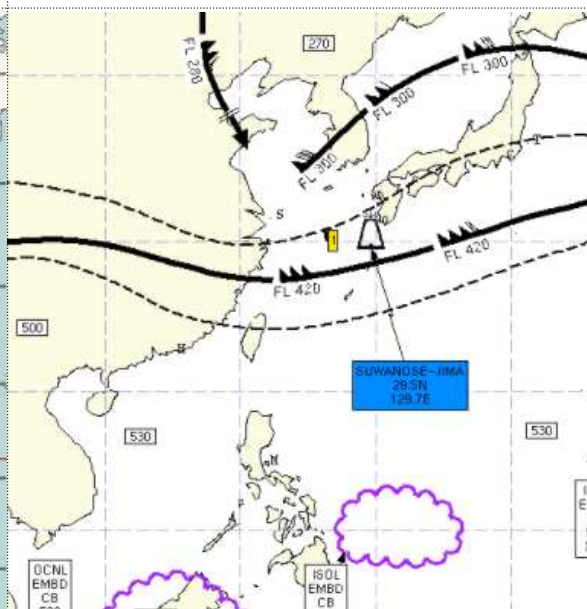 270
FL 280
FL 300
FL 300
FL 300
T
S
1
FL 420
FL 420
500
H
SUWANOSE-JIMA
29.5N
129.7E
530
530
N
OCNL
EMBD
CB
ISOL
EMBD
CB